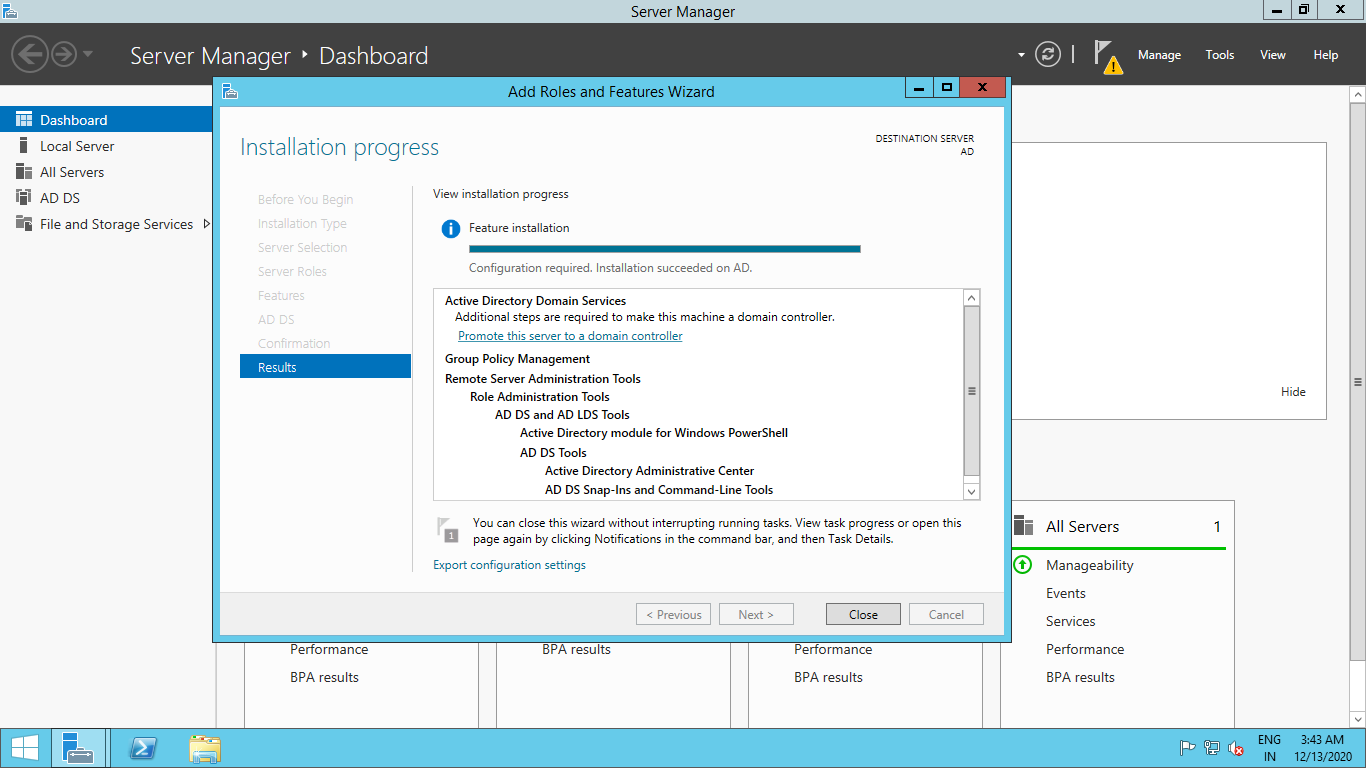 Server Manager
Server Manager ‣ Dashboard
Manage
Tools
View
Help
Dashboard
Local Server
All Servers
AD DS
File and Storage Services
Add Roles and Features Wizard
Installation progress
DESTINATION SERVER
AD
Before You Begin
Installation Type
Server Selection
Server Roles
Features
AD DS
Confirmation
Results
View installation progress
Feature installation
Configuration required. Installation succeeded on AD.
Active Directory Domain Services
Additional steps are required to make this machine a domain controller.
Promote this server to a domain controller
Group Policy Management
Remote Server Administration Tools
Role Administration Tools
AD DS and AD LDS Tools
Active Directory module for Windows PowerShell
AD DS Tools
Active Directory Administrative Center
AD DS Snap-Ins and Command-Line Tools
1
You can close this wizard without interrupting running tasks. View task progress or open this
page again by clicking Notifications in the command bar, and then Task Details.
Export configuration settings
< Previous
Next >
Close
Cancel
Hide
All Servers 1
Manageability
Events
Services
Performance
BPA results
Performance
BPA results
BPA results
Performance
BPA results
ENG
IN
3:43 AM
12/13/2020